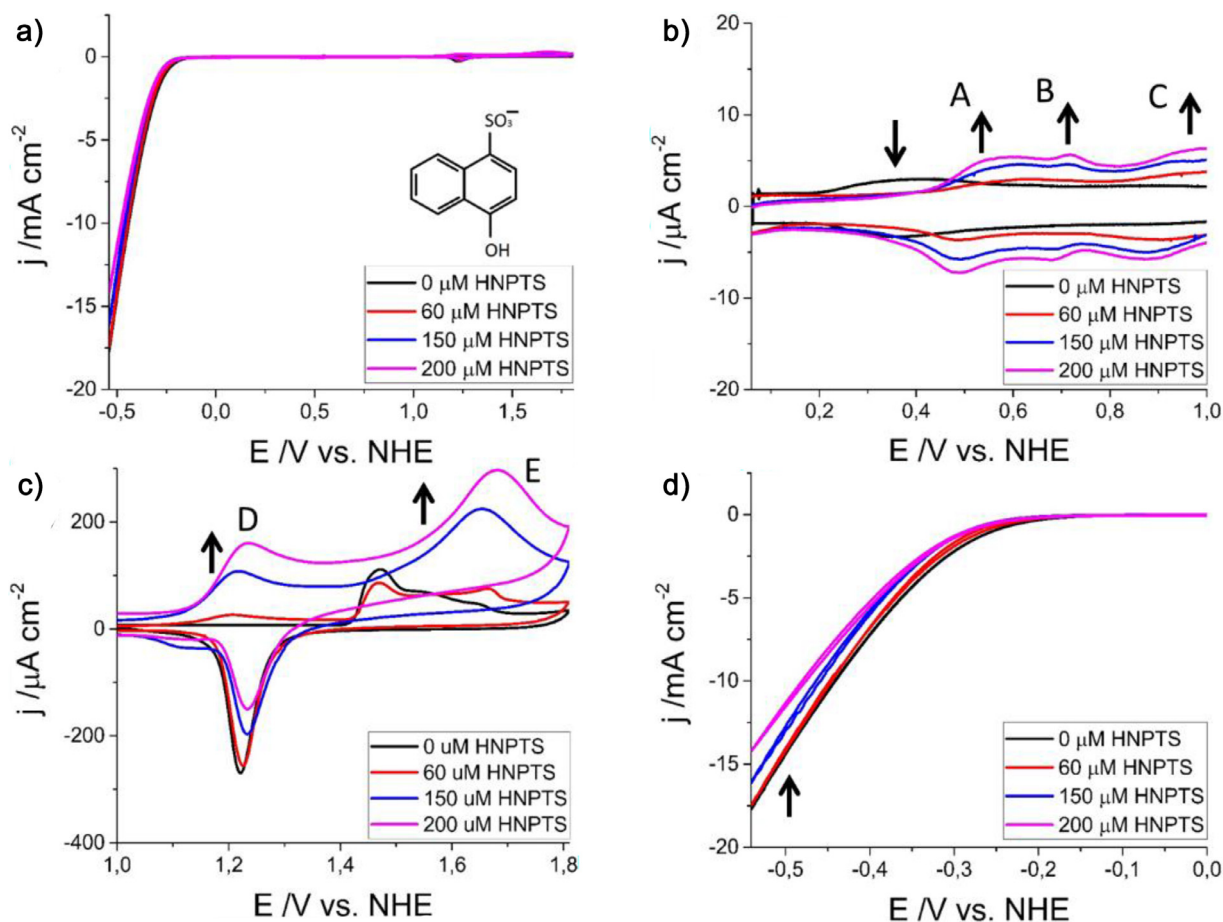 a)
j /mA cm-2
0
-5
-10
-15
-20
-0,5 0,0 0,5 1,0 1,5
E /V vs. NHE
SO3−
OH
0 μM HNPTS
60 μM HNPTS
150 μM HNPTS
200 μM HNPTS
b)
j /μA cm-2
20
10
0
-10
-20
0,2 0,4 0,6 0,8 1,0
E /V vs. NHE
A B C
0 μM HNPTS
60 μM HNPTS
150 μM HNPTS
200 μM HNPTS
c)
j /μA cm-2
200
0
-200
-400
1,0 1,2 1,4 1,6 1,8
E /V vs. NHE
D E
0 uM HNPTS
60 uM HNPTS
150 uM HNPTS
200 uM HNPTS
d)
j /mA cm-2
0
-5
-10
-15
-20
-0,5 -0,4 -0,3 -0,2 -0,1 0,0
E /V vs. NHE
0 μM HNPTS
60 μM HNPTS
150 μM HNPTS
200 μM HNPTS